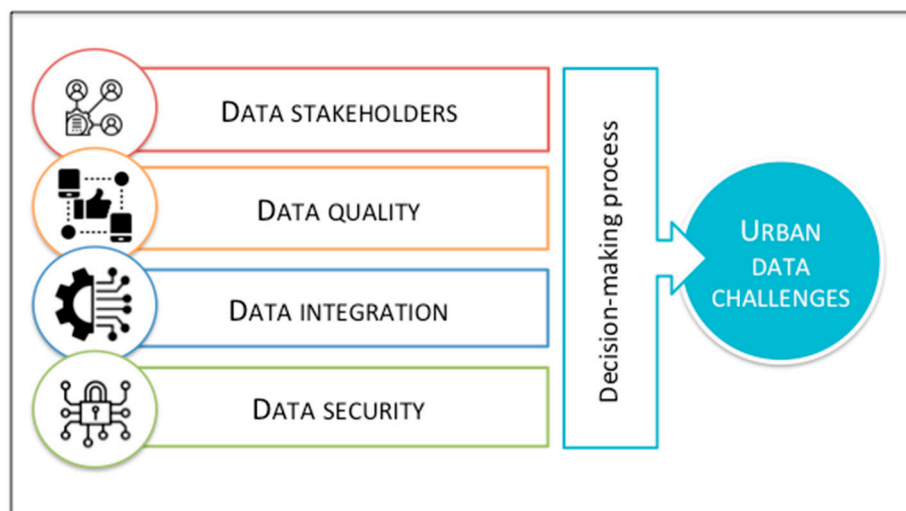 DATA STAKEHOLDERS
DATA QUALITY
DATA INTEGRATION
DATA SECURITY
Decision-making process
URBAN
DATA
CHALLENGES